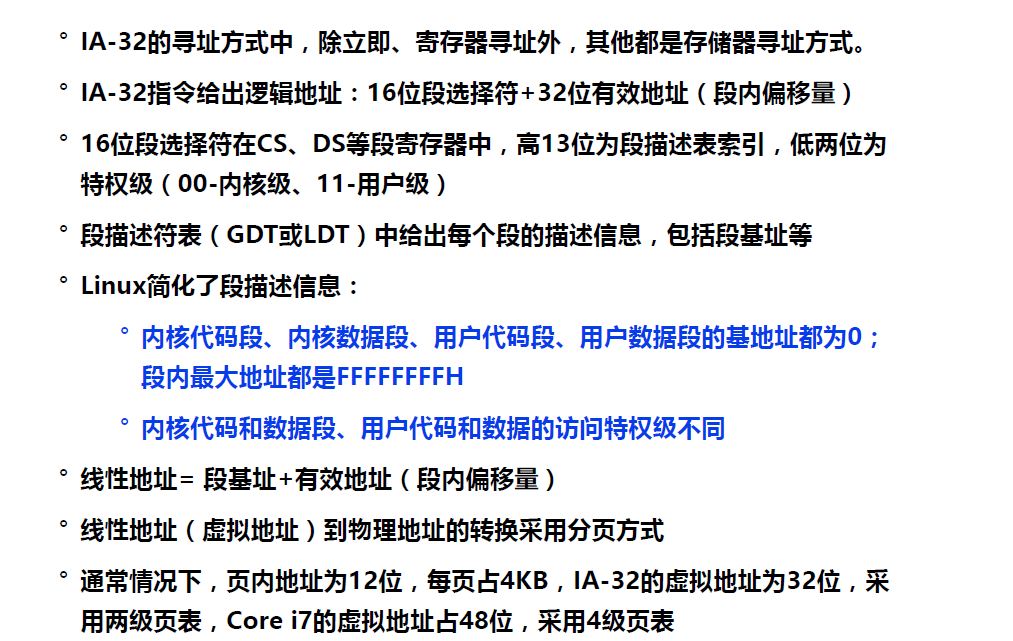 ° IA-32的寻址方式中，除立即、寄存器寻址外，其他都是存储器寻址方式。
° IA-32指令给出逻辑地址：16位段选择符+32位有效地址（段内偏移量）
° 16位段选择符在CS、DS等段寄存器中，高13位为段描述表索引，低两位为
特权级（00-内核级、11-用户级）
° 段描述符表（GDT或LDT）中给出每个段的描述信息，包括段基址等
° Linux简化了段描述信息：
° 内核代码段、内核数据段、用户代码段、用户数据段的基地址都为0；
段内最大地址都是FFFFFFFFH
° 内核代码和数据段、用户代码和数据的访问特权级不同
° 线性地址= 段基址+有效地址（段内偏移量）
° 线性地址（虚拟地址）到物理地址的转换采用分页方式
° 通常情况下，页内地址为12位，每页占4KB，IA-32的虚拟地址为32位，采
用两级页表，Core i7的虚拟地址占48位，采用4级页表